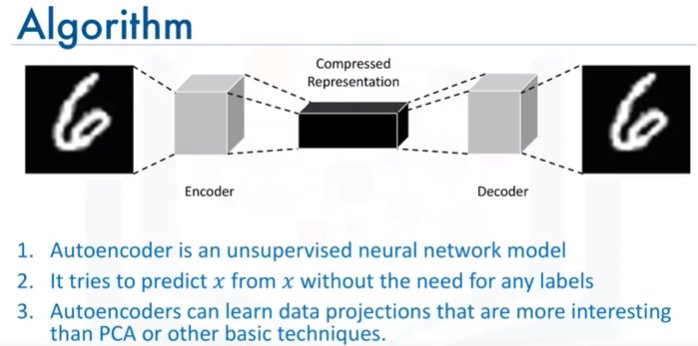 Algorithm
Compressed
Representation
Encoder
Decoder
1. Autoencoder is an unsupervised neural network model
2. It tries to predict x from x without the need for any labels
3. Autoencoders can learn data projections that are more interesting
than PCA or other basic techniques.